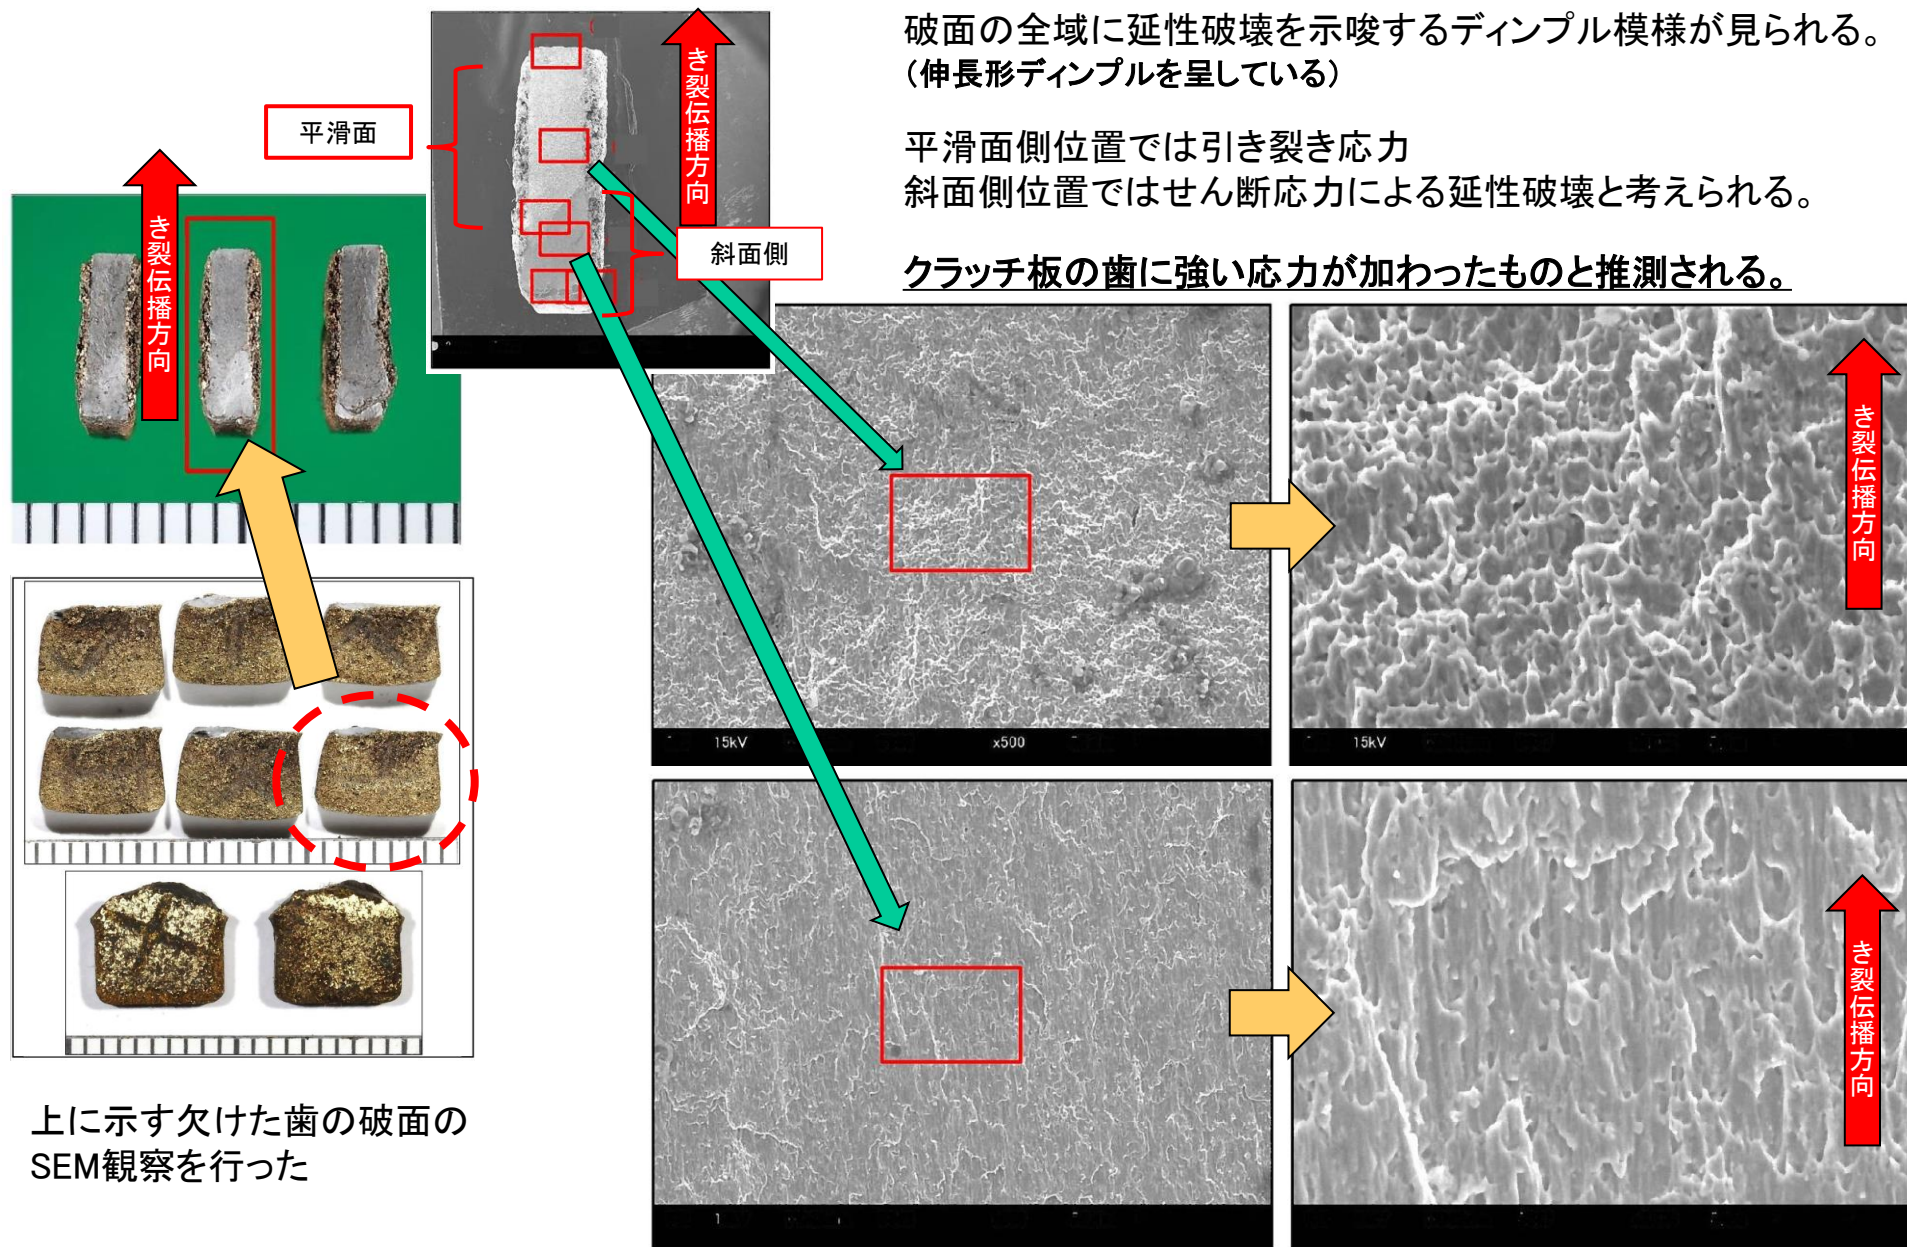 破面の全域に延性破壊を示唆するディンプル模様が見られる。
（伸長形ディンプルを呈している）
平滑面側位置では引き裂き応力
斜面側位置ではせん断応力による延性破壊と考えられる。
クラッチ板の歯に強い応力が加わったものと推測される。
平滑面
き裂伝播方向
斜面側
き裂伝播方向
15kV
x500
15kV
き裂伝播方向
き裂伝播方向
上に示す欠けた歯の破面の
SEM観察を行った